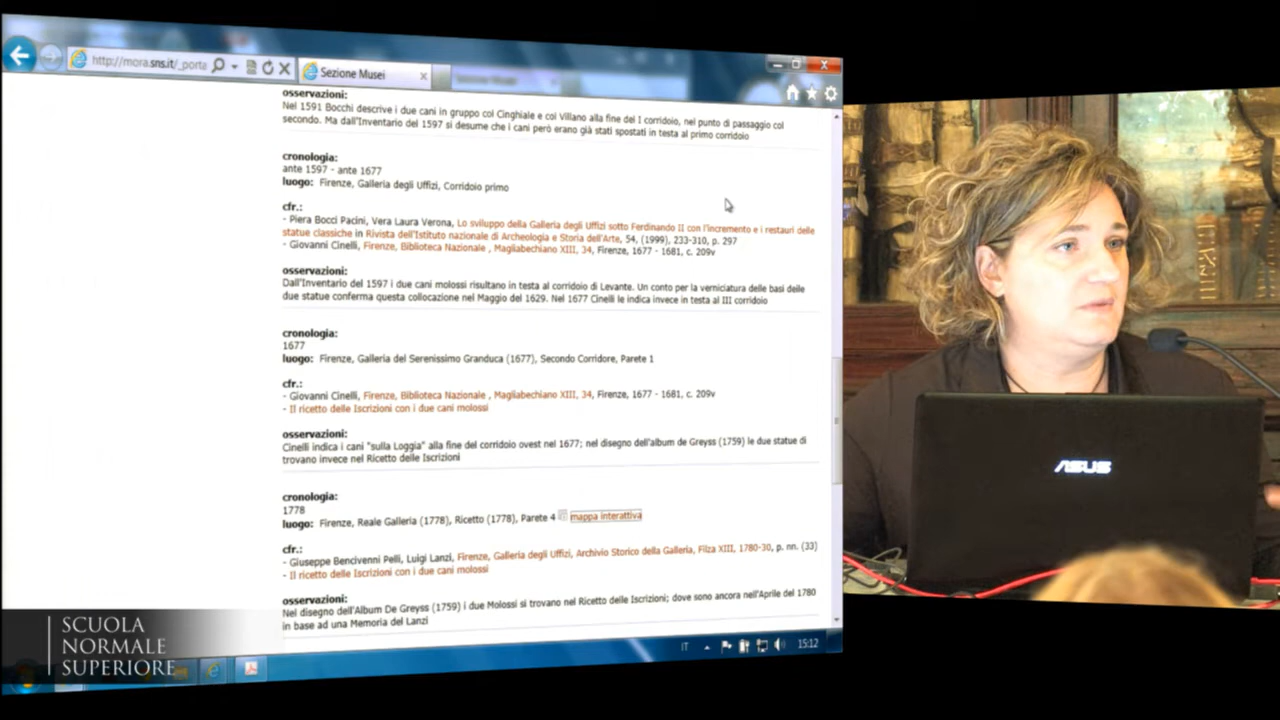 http://mora.sns.it/_porta
Sezione Musei
osservazioni:
Nel 1591 Bocchi descrive i due cani in gruppo col Cinghiale e col Villano alla fine del I corridoio, nel punto di passaggio col
secondo. Ma dall'Inventario del 1597 si desume che i cani però erano già stati spostati in testa al primo corridoio
cronologia:
ante 1597 - ante 1677
luogo: Firenze, Galleria degli Uffizi, Corridoio primo
cfr.:
- Piera Bocci Pacini, Vera Laura Verona, Lo sviluppo della Galleria degli Uffizi sotto Ferdinando II con l'incremento e i restauri delle
statue classiche in Rivista dell'Istituto nazionale di Archeologia e Storia dell'Arte, 54, (1999), 233-310, p. 297
- Giovanni Cinelli, Firenze, Biblioteca Nazionale , Magliabechiano XIII, 34, Firenze, 1677 - 1681, c. 209v
osservazioni:
Dall'Inventario del 1597 i due cani molossi risultano in testa al corridoio di Levante. Un conto per la verniciatura delle basi delle
due statue conferma questa collocazione nel Maggio del 1629. Nel 1677 Cinelli le indica invece in testa al III corridoio
cronologia:
1677
luogo: Firenze, Galleria del Serenissimo Granduca (1677), Secondo Corridore, Parete 1
cfr.:
- Giovanni Cinelli, Firenze, Biblioteca Nazionale , Magliabechiano XIII, 34, Firenze, 1677 - 1681, c. 209v
- Il ricetto delle Iscrizioni con i due cani molossi
osservazioni:
Cinelli indica i cani "sulla Loggia" alla fine del corridoio ovest nel 1677; nel disegno dell'album de Greyss (1759) le due statue di
trovano invece nel Ricetto delle Iscrizioni
cronologia:
1778
luogo: Firenze, Reale Galleria (1778), Ricetto (1778), Parete 4 mappa interattiva
cfr.:
- Giuseppe Bencivenni Pelli, Luigi Lanzi, Firenze, Galleria degli Uffizi, Archivio Storico della Galleria, Filza XIII, 1780-30, p. nn. (33)
- Il ricetto delle Iscrizioni con i due cani molossi
osservazioni:
Nel disegno dell'Album De Greyss (1759) i due Molossi si trovano nel Ricetto delle Iscrizioni; dove sono ancora nell'Aprile del 1780
in base ad una Memoria del Lanzi
IT
15:12
SCUOLA
NORMALE
SUPERIORE
ASUS